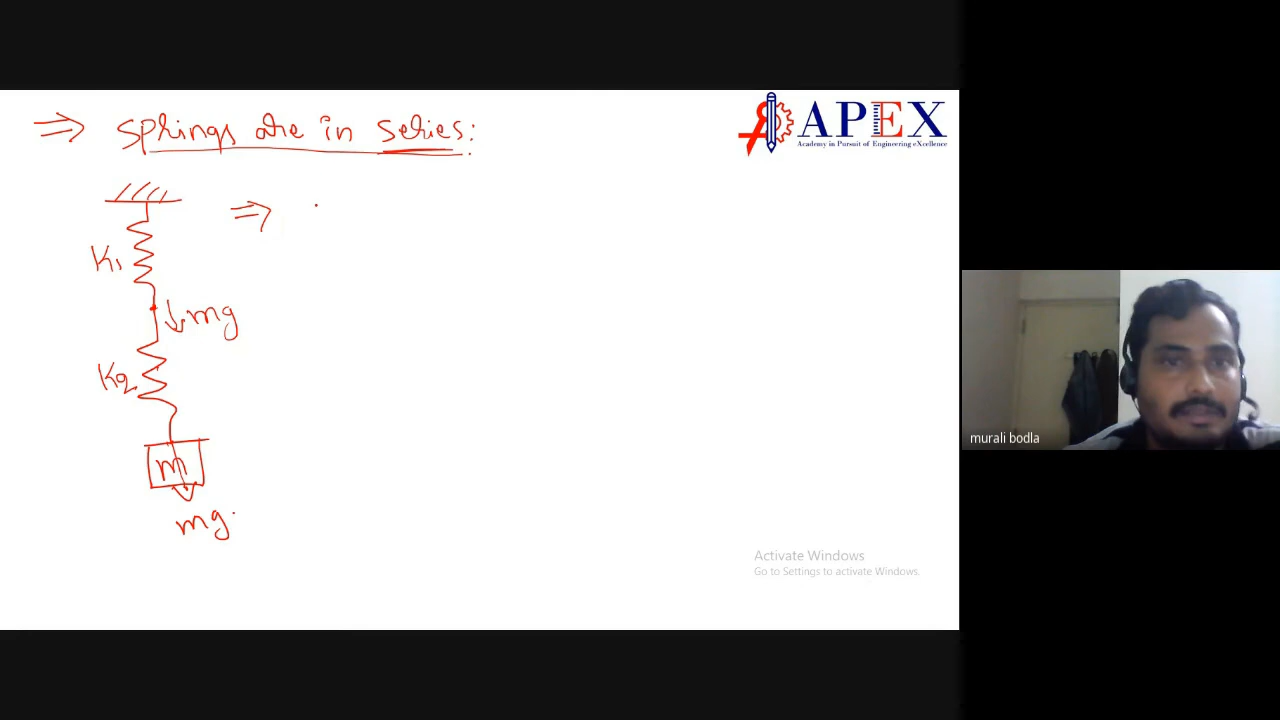 ⇒ Springs are in series:
APEX
Academy in Pursuit of Engineering eXcellence
⇒
K1
↓mg
K2
m
mg.
murali bodla
Activate Windows
Go to Settings to activate Windows.